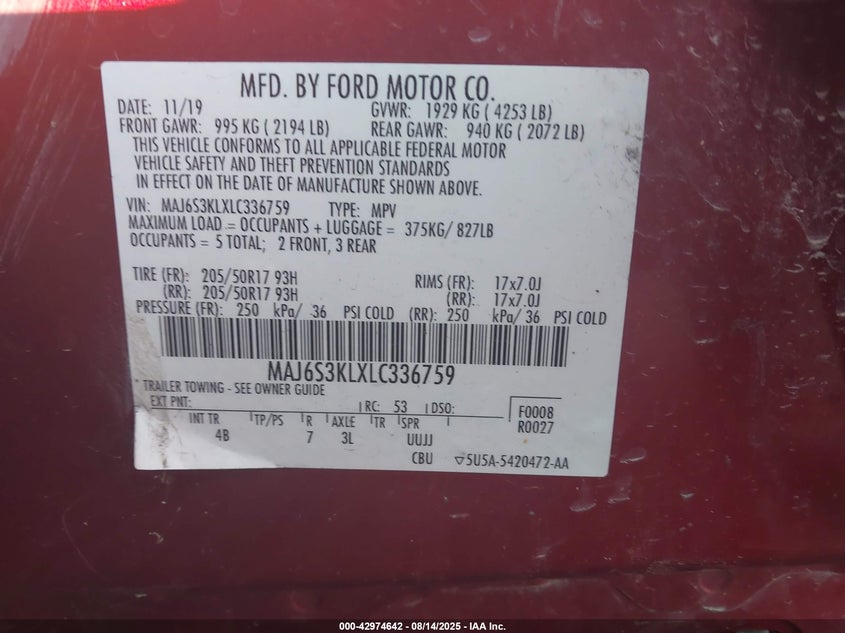 MFD. BY FORD MOTOR CO.
DATE: 11/19 GVWR: 1929 KG ( 4253 LB)
FRONT GAWR: 995 KG ( 2194 LB) REAR GAWR: 940 KG ( 2072 LB)
THIS VEHICLE CONFORMS TO ALL APPLICABLE FEDERAL MOTOR
VEHICLE SAFETY AND THEFT PREVENTION STANDARDS
IN EFFECT ON THE DATE OF MANUFACTURE SHOWN ABOVE.
VIN: MAJ6S3KLXLC336759 TYPE: MPV
MAXIMUM LOAD = OCCUPANTS + LUGGAGE = 375KG/ 827LB
OCCUPANTS = 5 TOTAL; 2 FRONT, 3 REAR
TIRE (FR): 205/50R17 93H RIMS (FR): 17x7.0J
(RR): 205/50R17 93H (RR): 17x7.0J
PRESSURE (FR): 250 kPa/ 36 PSI COLD (RR): 250 kPa/ 36 PSI COLD
MAJ6S3KLXLC336759
TRAILER TOWING - SEE OWNER GUIDE
EXT PNT: RC: 53 DSO: F0008
INT TR TP/PS R AXLE TR SPR R0027
4B 7 3L UUJJ
CBU ▽5U5A-5420472-AA
000-42974642 - 08/14/2025 - IAA Inc.